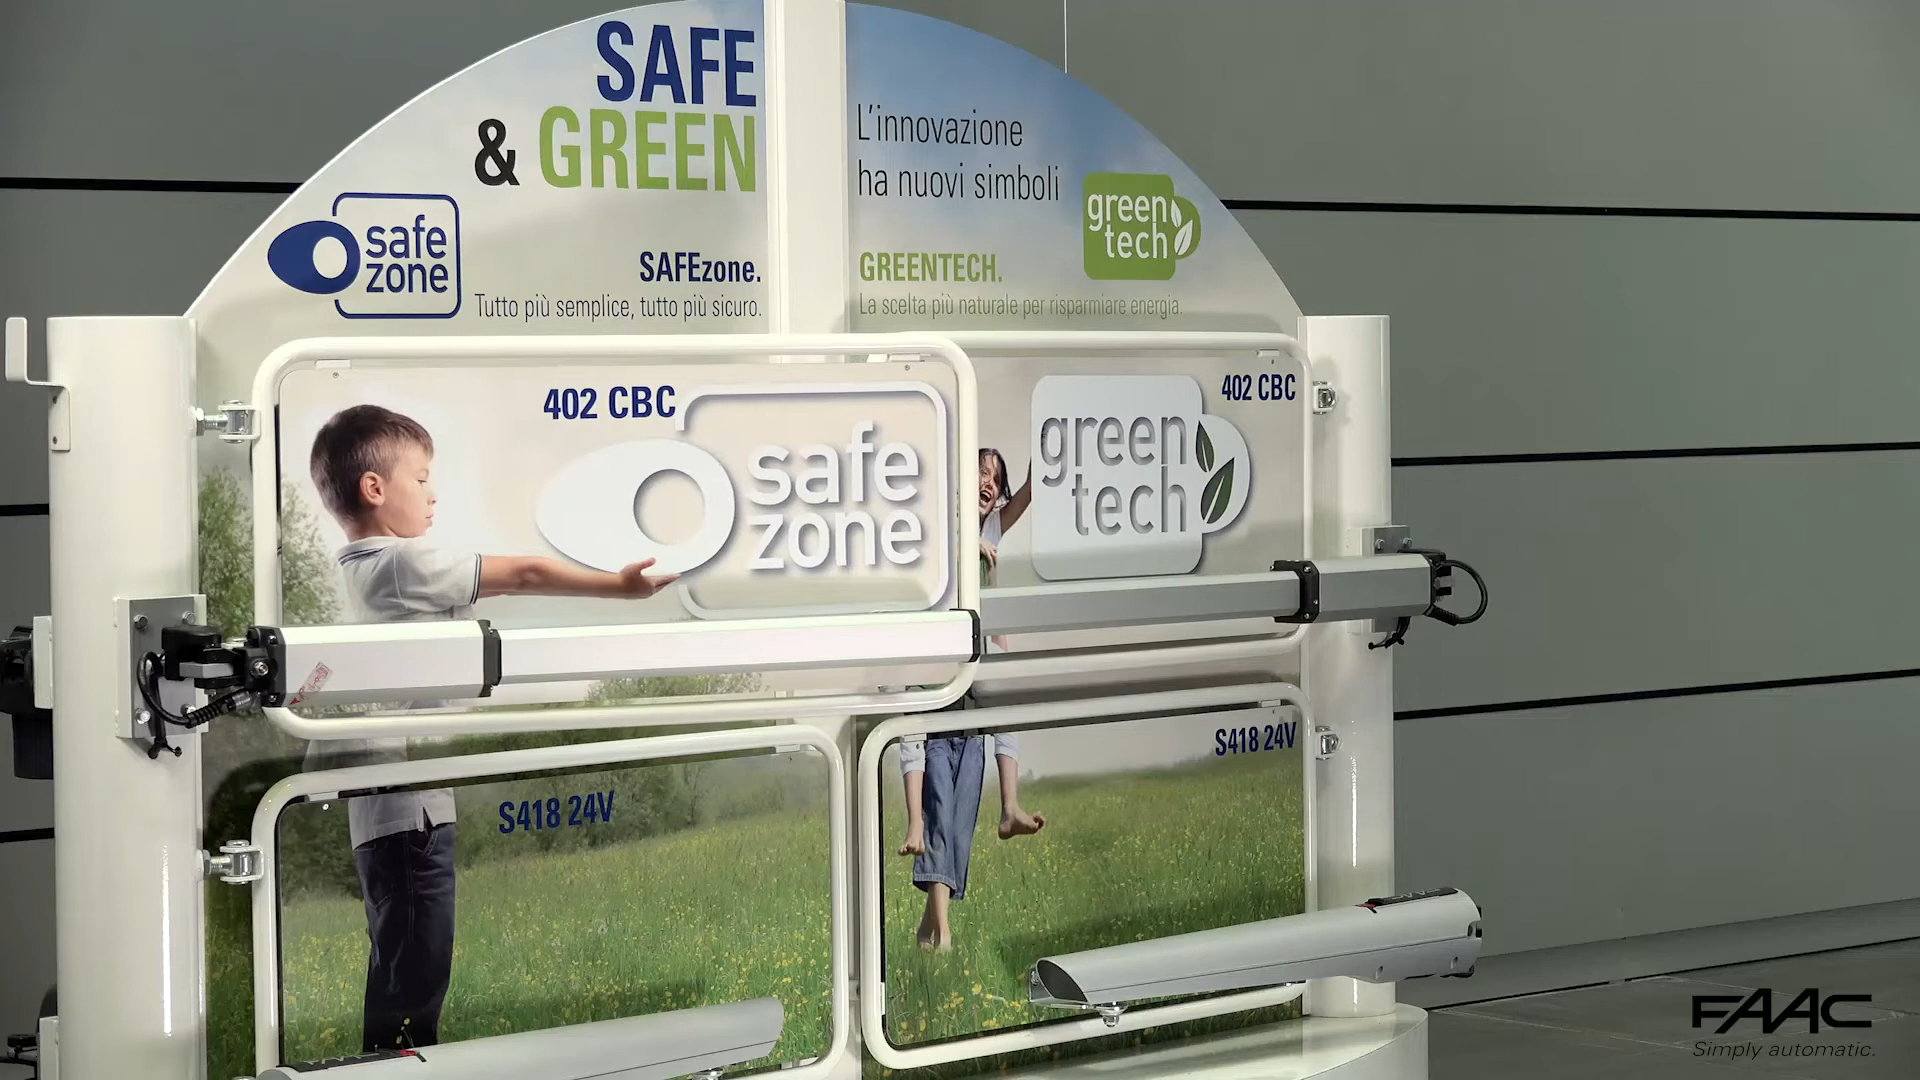 SAFE
& GREEN
safe
zone
SAFEzone.
Tutto più semplice, tutto più sicuro.
L'innovazione
ha nuovi simboli
green
tech
GREENTECH.
La scelta più naturale per risparmiare energia.
402 CBC
safe
zone
402 CBC
green
tech
S418 24V
S418 24V
FAAC
Simply automatic.